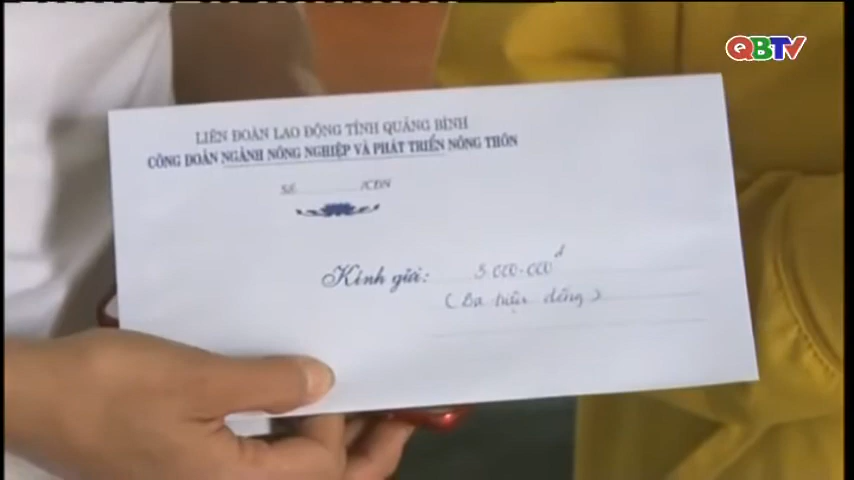 QBTV
LIÊN ĐOÀN LAO ĐỘNG TỈNH QUẢNG BÌNH
CÔNG ĐOÀN NGÀNH NÔNG NGHIỆP VÀ PHÁT TRIỂN NÔNG THÔN
Số /CĐN
Kính gửi: 3.000.000đ
(Ba triệu đồng)